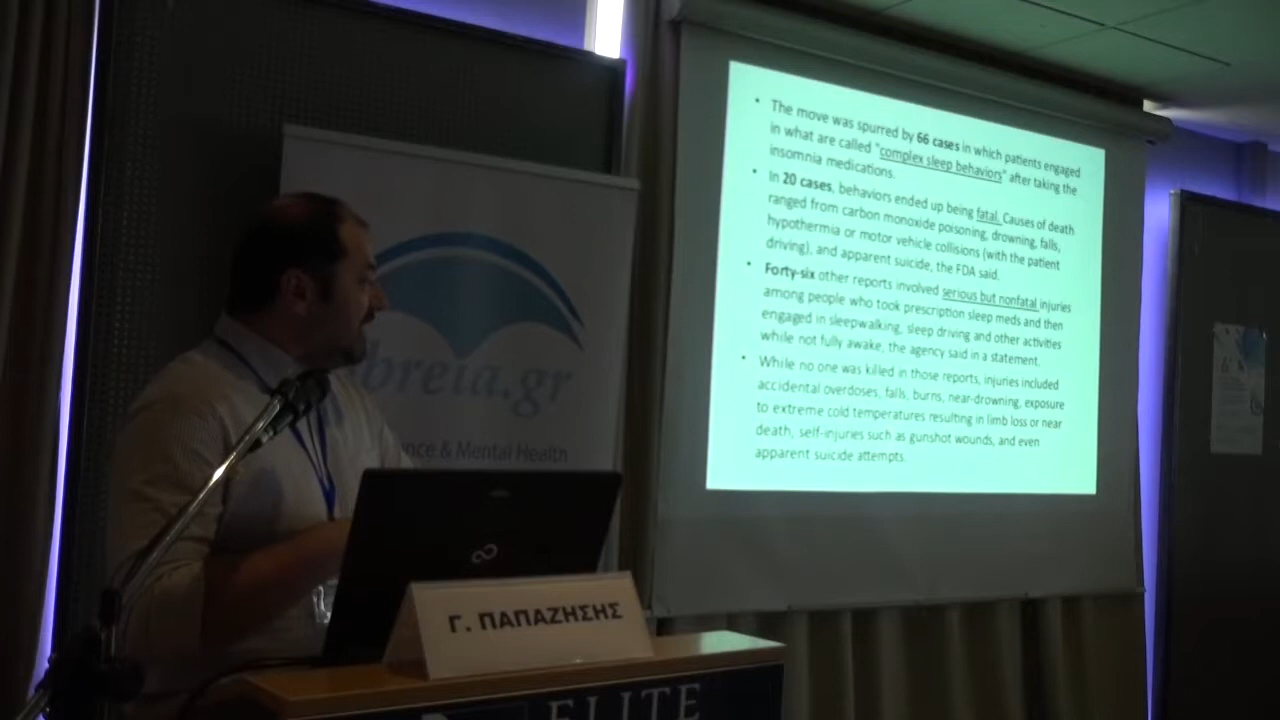 • The move was spurred by 66 cases in which patients engaged
in what are called "complex sleep behaviors" after taking the
insomnia medications.
• In 20 cases, behaviors ended up being fatal. Causes of death
ranged from carbon monoxide poisoning, drowning, falls,
hypothermia or motor vehicle collisions (with the patient
driving), and apparent suicide, the FDA said.
• Forty-six other reports involved serious but nonfatal injuries
among people who took prescription sleep meds and then
engaged in sleepwalking, sleep driving and other activities
while not fully awake, the agency said in a statement.
• While no one was killed in those reports, injuries included
accidental overdoses, falls, burns, near-drowning, exposure
to extreme cold temperatures resulting in limb loss or near
death, self-injuries such as gunshot wounds, and even
apparent suicide attempts.
breia.gr
& Mental Health
Γ. ΠΑΠΑΖΗΣΗΣ
ELITE